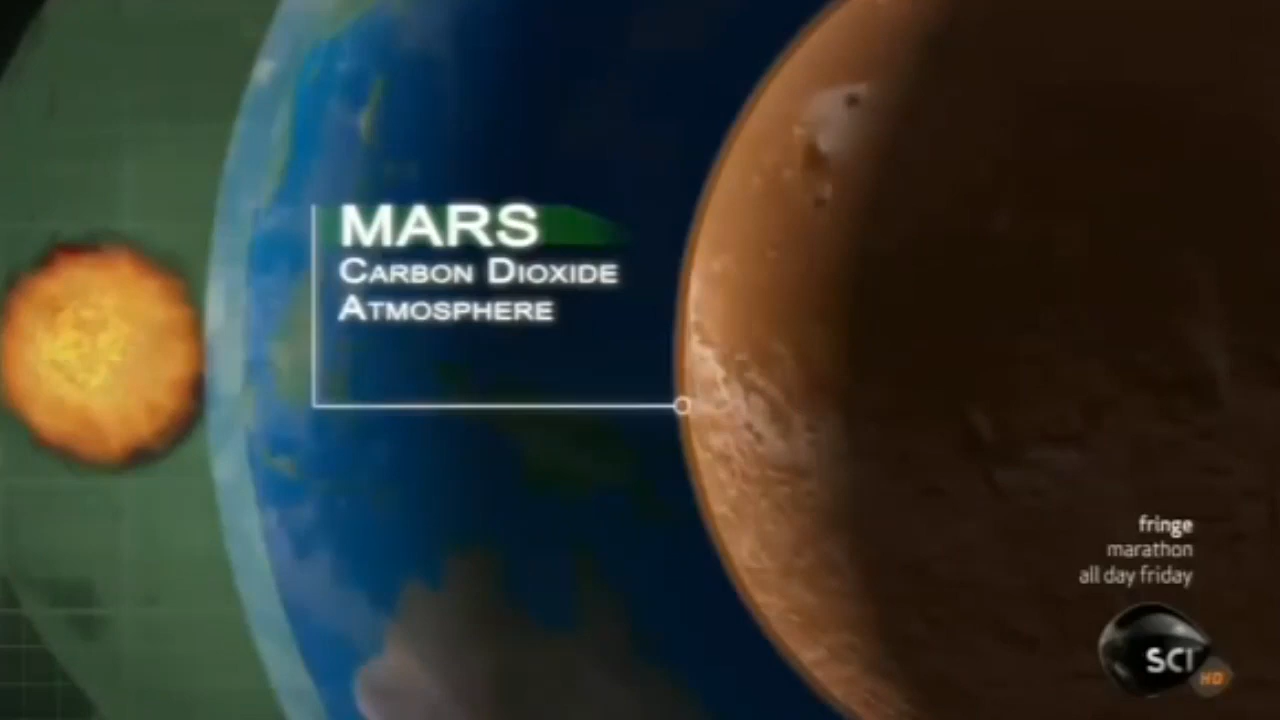 MARS
CARBON DIOXIDE
ATMOSPHERE
fringe
marathon
all day friday
SCI
HD